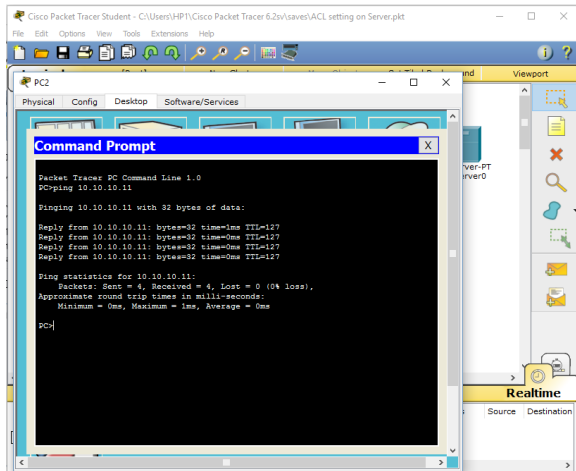 Cisco Packet Tracer Student - C:\Users\HP1\Cisco Packet Tracer 6.2sv\saves\ACL setting on Server.pkt
File Edit Options View Tools Extensions Help
Viewport
PC2
Physical Config Desktop Software/Services
Command Prompt X
Packet Tracer PC Command Line 1.0
PC>ping 10.10.10.11
Pinging 10.10.10.11 with 32 bytes of data:
Reply from 10.10.10.11: bytes=32 time=1ms TTL=127
Reply from 10.10.10.11: bytes=32 time=0ms TTL=127
Reply from 10.10.10.11: bytes=32 time=0ms TTL=127
Reply from 10.10.10.11: bytes=32 time=0ms TTL=127
Ping statistics for 10.10.10.11:
Packets: Sent = 4, Received = 4, Lost = 0 (0% loss),
Approximate round trip times in milli-seconds:
Minimum = 0ms, Maximum = 1ms, Average = 0ms
PC>
rver-PT
erver0
Realtime
Source Destination